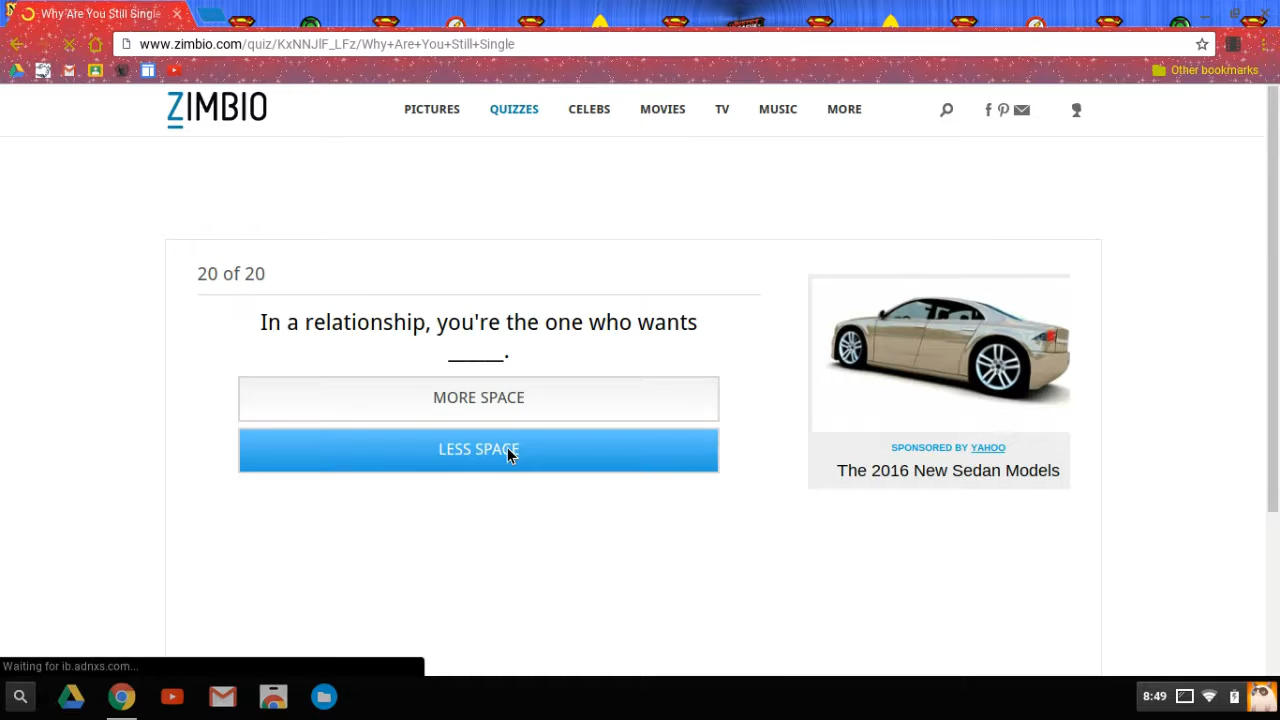 Why Are You Still Single
www.zimbio.com/quiz/KxNNJlF_LFz/Why+Are+You+Still+Single
Other bookmarks
ZIMBIO
PICTURES QUIZZES CELEBS MOVIES TV MUSIC MORE
20 of 20
In a relationship, you're the one who wants
_____.
MORE SPACE
LESS SPACE
SPONSORED BY YAHOO
The 2016 New Sedan Models
Waiting for ib.adnxs.com...
8:49